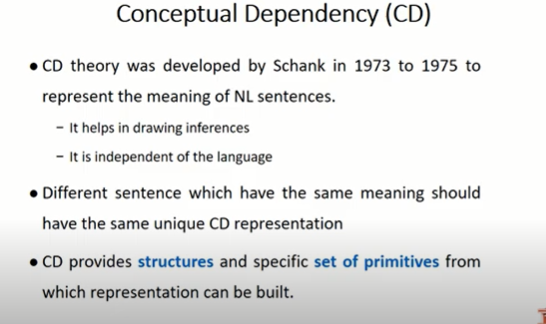 Conceptual Dependency (CD)
• CD theory was developed by Schank in 1973 to 1975 to
represent the meaning of NL sentences.
– It helps in drawing inferences
– It is independent of the language
• Different sentence which have the same meaning should
have the same unique CD representation
• CD provides structures and specific set of primitives from
which representation can be built.